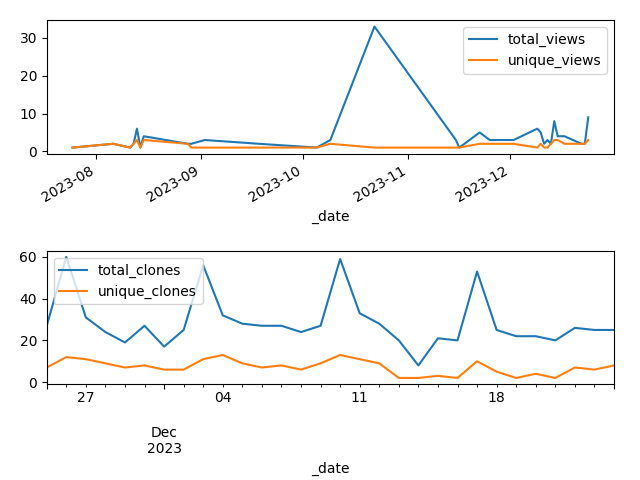 30
20
10
0
total_views
unique_views
2023-08
2023-09
2023-10
2023-11
2023-12
_date
60
40
20
0
total_clones
unique_clones
27
04
11
18
Dec
2023
_date